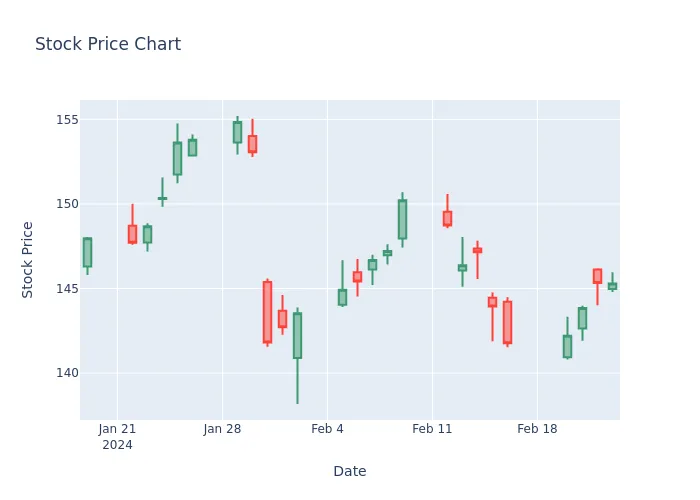 Stock Price Chart
155
150
145
140
Stock Price
Jan 21
2024
Jan 28
Feb 4
Feb 11
Feb 18
Date